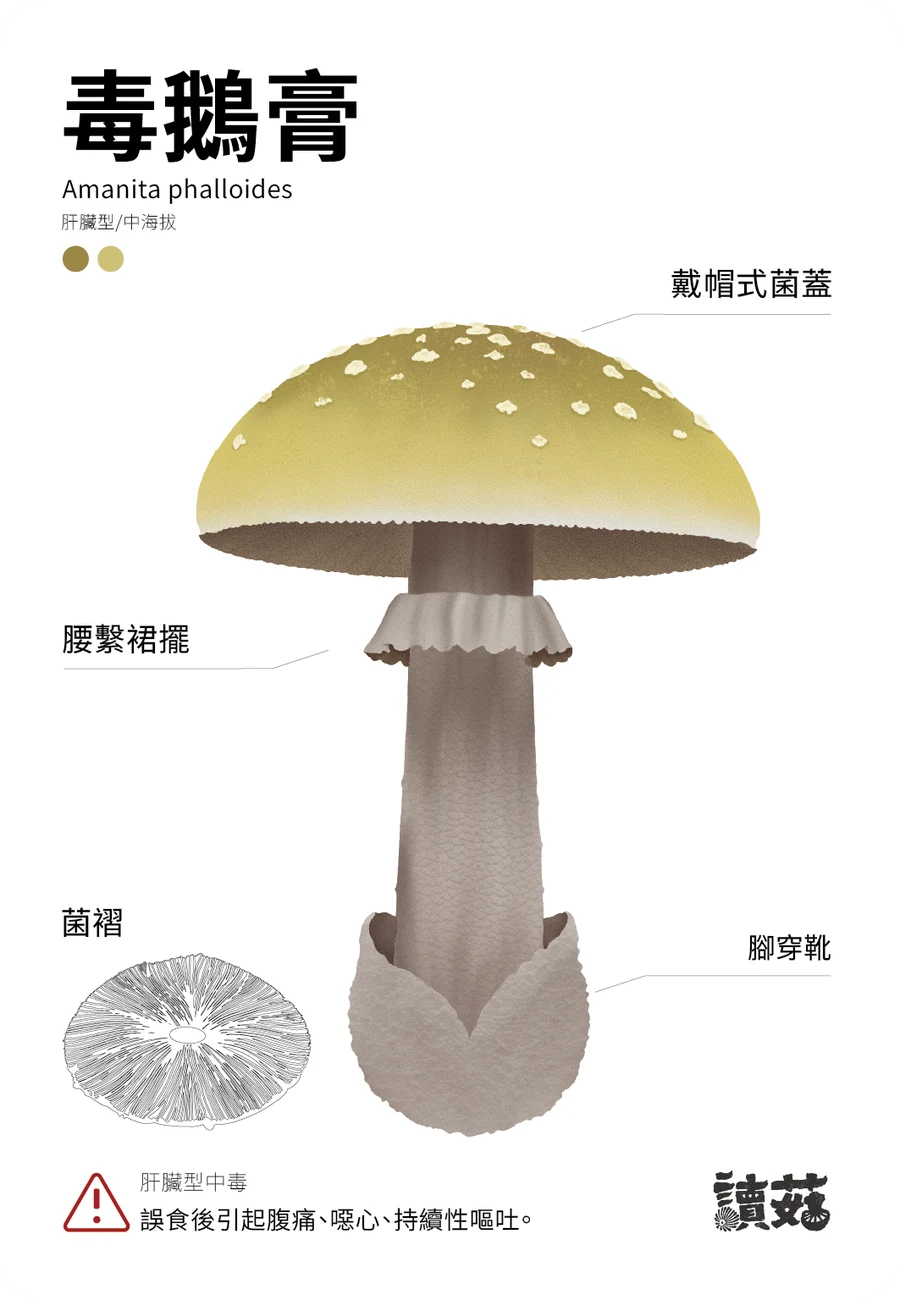 毒鵝膏
Amanita phalloides
肝臟型/中海拔
戴帽式菌蓋
腰繫裙擺
菌褶
腳穿靴
肝臟型中毒
誤食後引起腹痛、噁心、持續性嘔吐。
讀菇